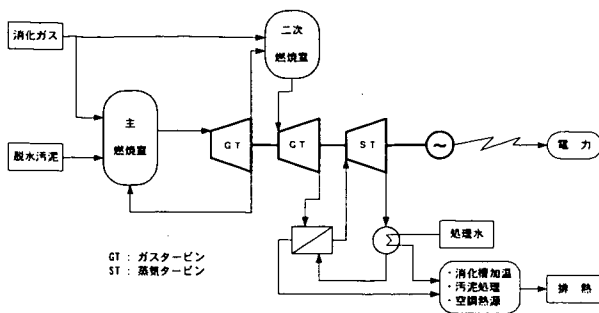 消化ガス
二次
燃焼室
主
燃焼室
脱水汚泥
GT
GT
ST
~
電力
処理水
GT : ガスタービン
ST : 蒸気タービン
・消化槽加温
・汚泥処理
・空調熱源
排熱